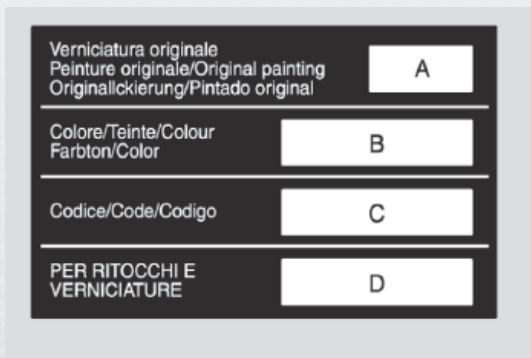 Verniciatura originale
Peinture originale/Original painting
Originallckierung/Pintado original
A
Colore/Teinte/Colour
Farbton/Color
B
Codice/Code/Codigo
C
PER RITOCCHI E
VERNICIATURE
D